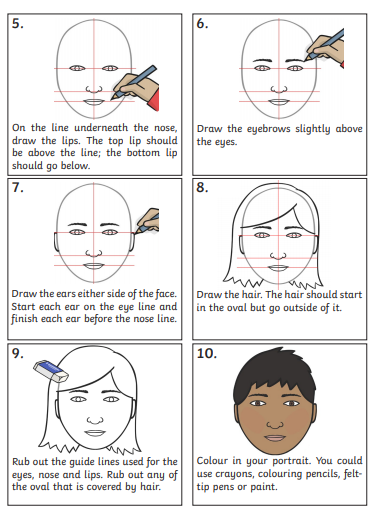 5.
On the line underneath the nose,
draw the lips. The top lip should
be above the line; the bottom lip
should go below.
6.
Draw the eyebrows slightly above
the eyes.
7.
Draw the ears either side of the face.
Start each ear on the eye line and
finish each ear before the nose line.
8.
Draw the hair. The hair should start
in the oval but go outside of it.
9.
Rub out the guide lines used for the
eyes, nose and lips. Rub out any of
the oval that is covered by hair.
10.
Colour in your portrait. You could
use crayons, colouring pencils, felt-
tip pens or paint.